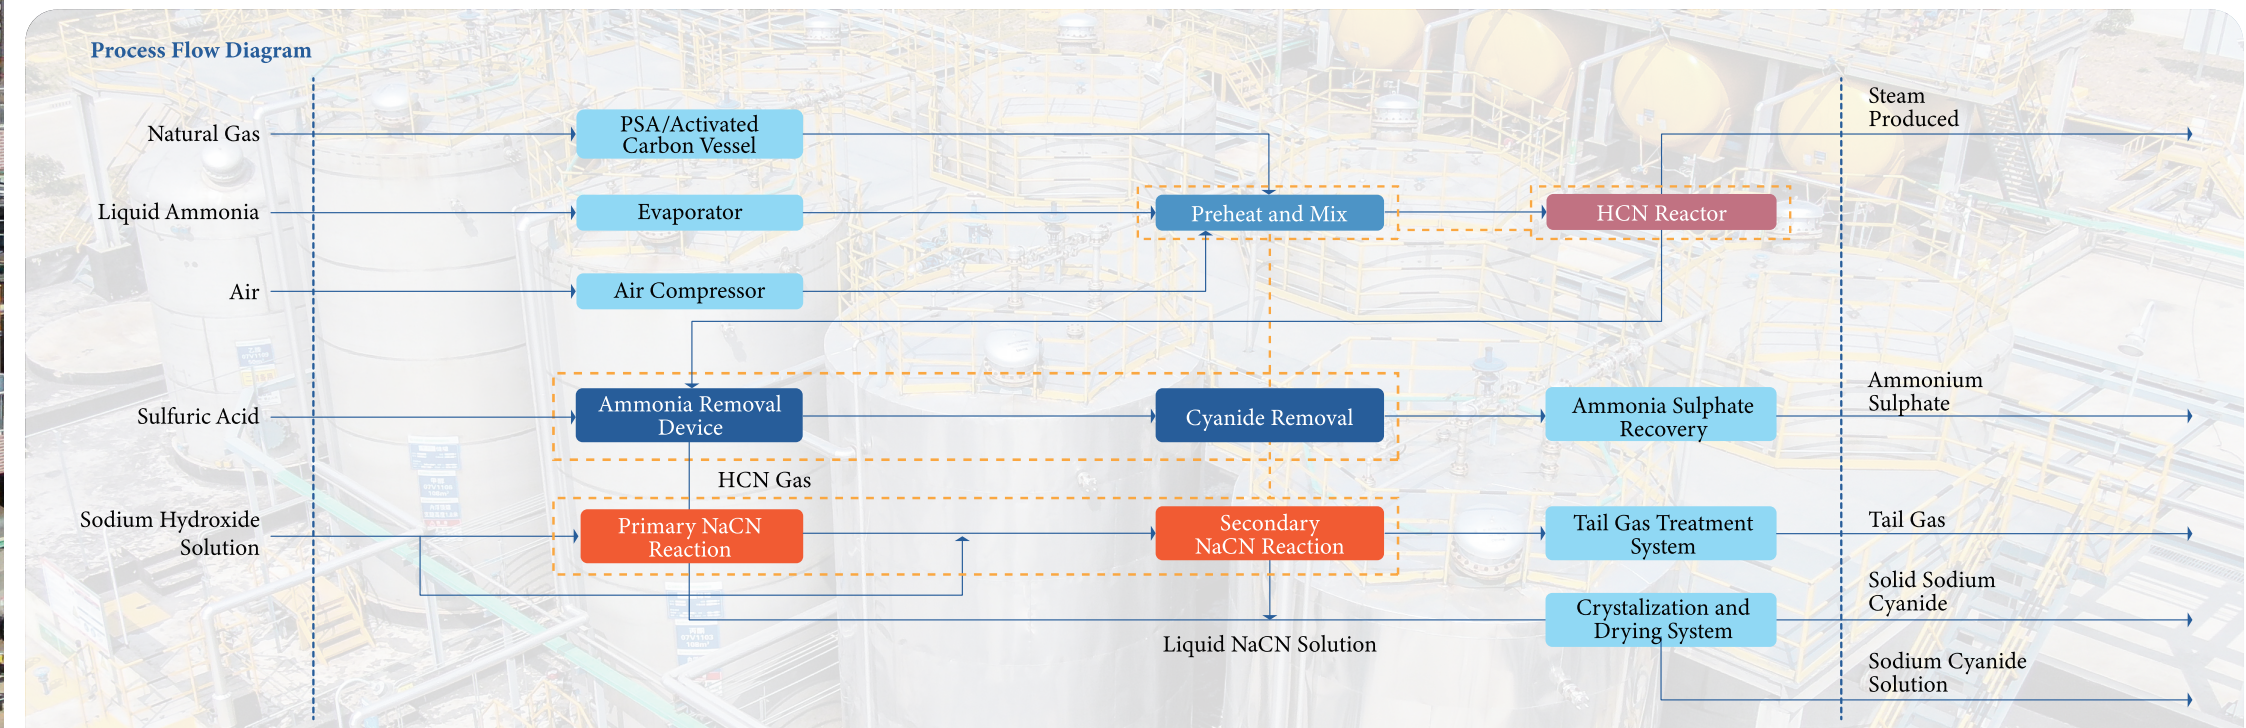 Process Flow Diagram
Natural Gas
PSA/Activated
Carbon Vessel
Steam
Produced
Liquid Ammonia
Evaporator
Preheat and Mix
HCN Reactor
Air
Air Compressor
Sulfuric Acid
Ammonia Removal
Device
Cyanide Removal
Ammonia Sulphate
Recovery
Ammonium
Sulphate
HCN Gas
Sodium Hydroxide
Solution
Primary NaCN
Reaction
Secondary
NaCN Reaction
Tail Gas Treatment
System
Tail Gas
Crystalization and
Drying System
Solid Sodium
Cyanide
Liquid NaCN Solution
Sodium Cyanide
Solution